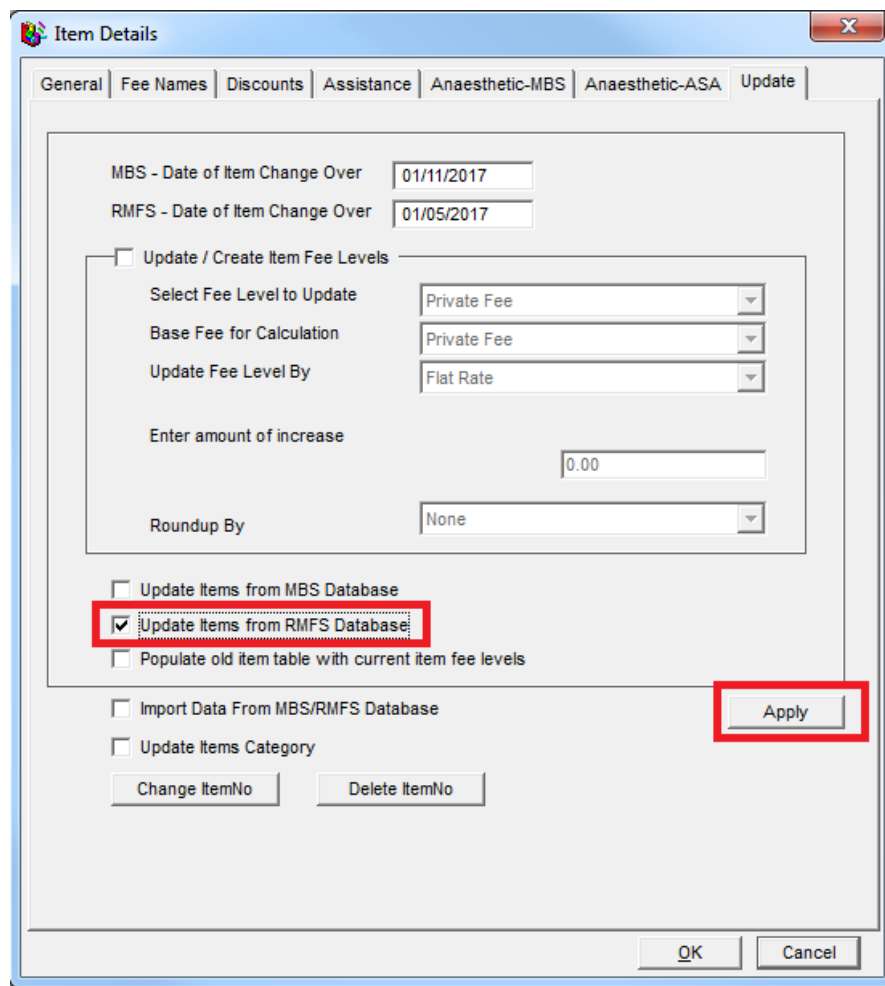 Item Details
General Fee Names Discounts Assistance Anaesthetic-MBS Anaesthetic-ASA Update
MBS - Date of Item Change Over 01/11/2017
RMFS - Date of Item Change Over 01/05/2017
Update / Create Item Fee Levels
Select Fee Level to Update Private Fee
Base Fee for Calculation Private Fee
Update Fee Level By Flat Rate
Enter amount of increase
0.00
Roundup By None
Update Items from MBS Database
Update Items from RMFS Database
Populate old item table with current item fee levels
Import Data From MBS/RMFS Database Apply
Update Items Category
Change ItemNo Delete ItemNo
OK Cancel